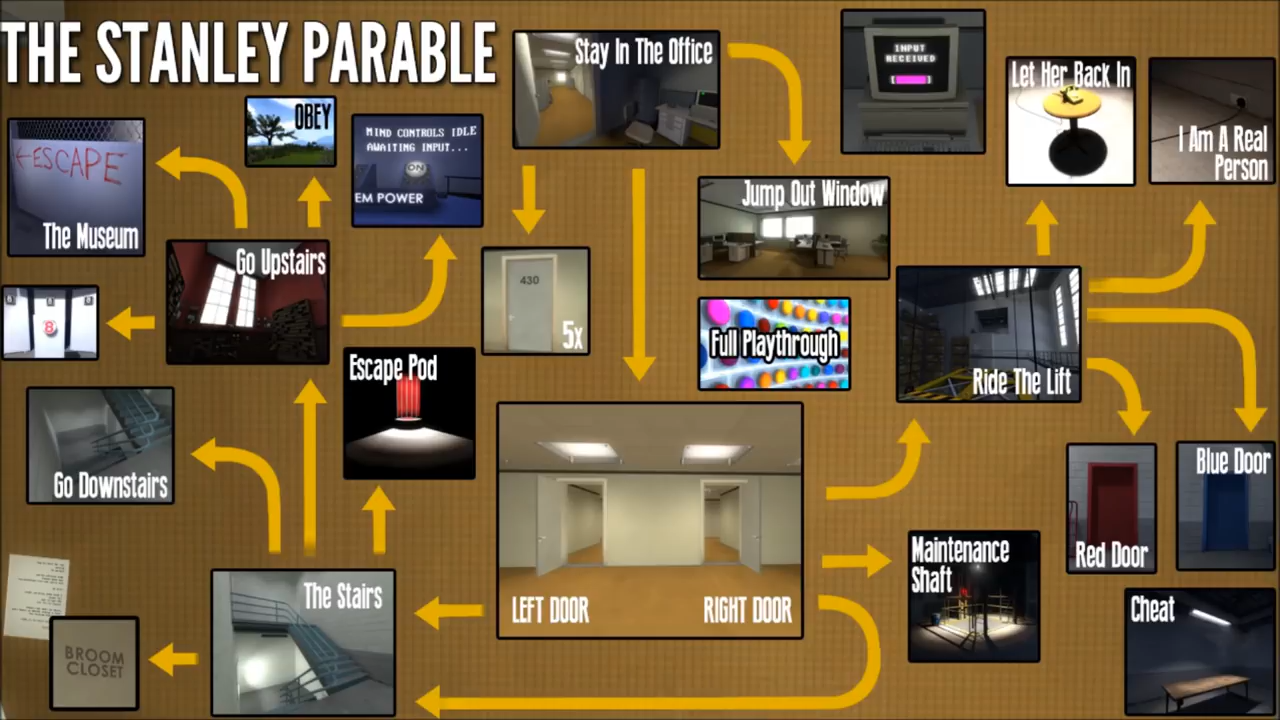 THE STANLEY PARABLE
Stay In The Office
INPUT
RECEIVED
Let Her Back In
I Am A Real
Person
OBEY
MIND CONTROLS IDLE
AWAITING INPUT...
ON
EM POWER
←ESCAPE
The Museum
Jump Out Window
Go Upstairs
430
5x
8
Full Playthrough
Ride The Lift
Escape Pod
Go Downstairs
Blue Door
Red Door
Maintenance
Shaft
The Stairs
LEFT DOOR
RIGHT DOOR
Cheat
BROOM
CLOSET